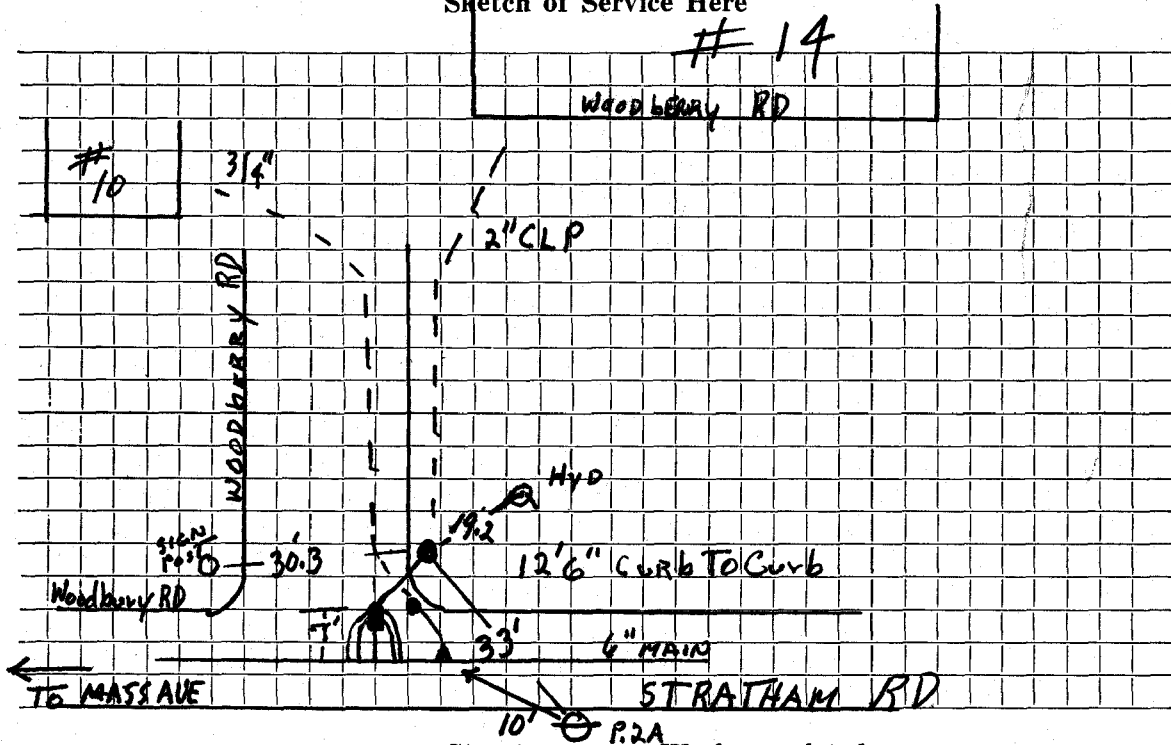 Sketch of Service Here
# 14
WOODbERRY RD
# 10
3/4"
2" CLP
WOODbERRY RD
HyD
19.2
SIGN POST
30'.3
12'6" Curb To Curb
Woodbury RD
7'
33'
6" MAIN
TO MASS AVE
STRATHAM RD
10'
P.2A